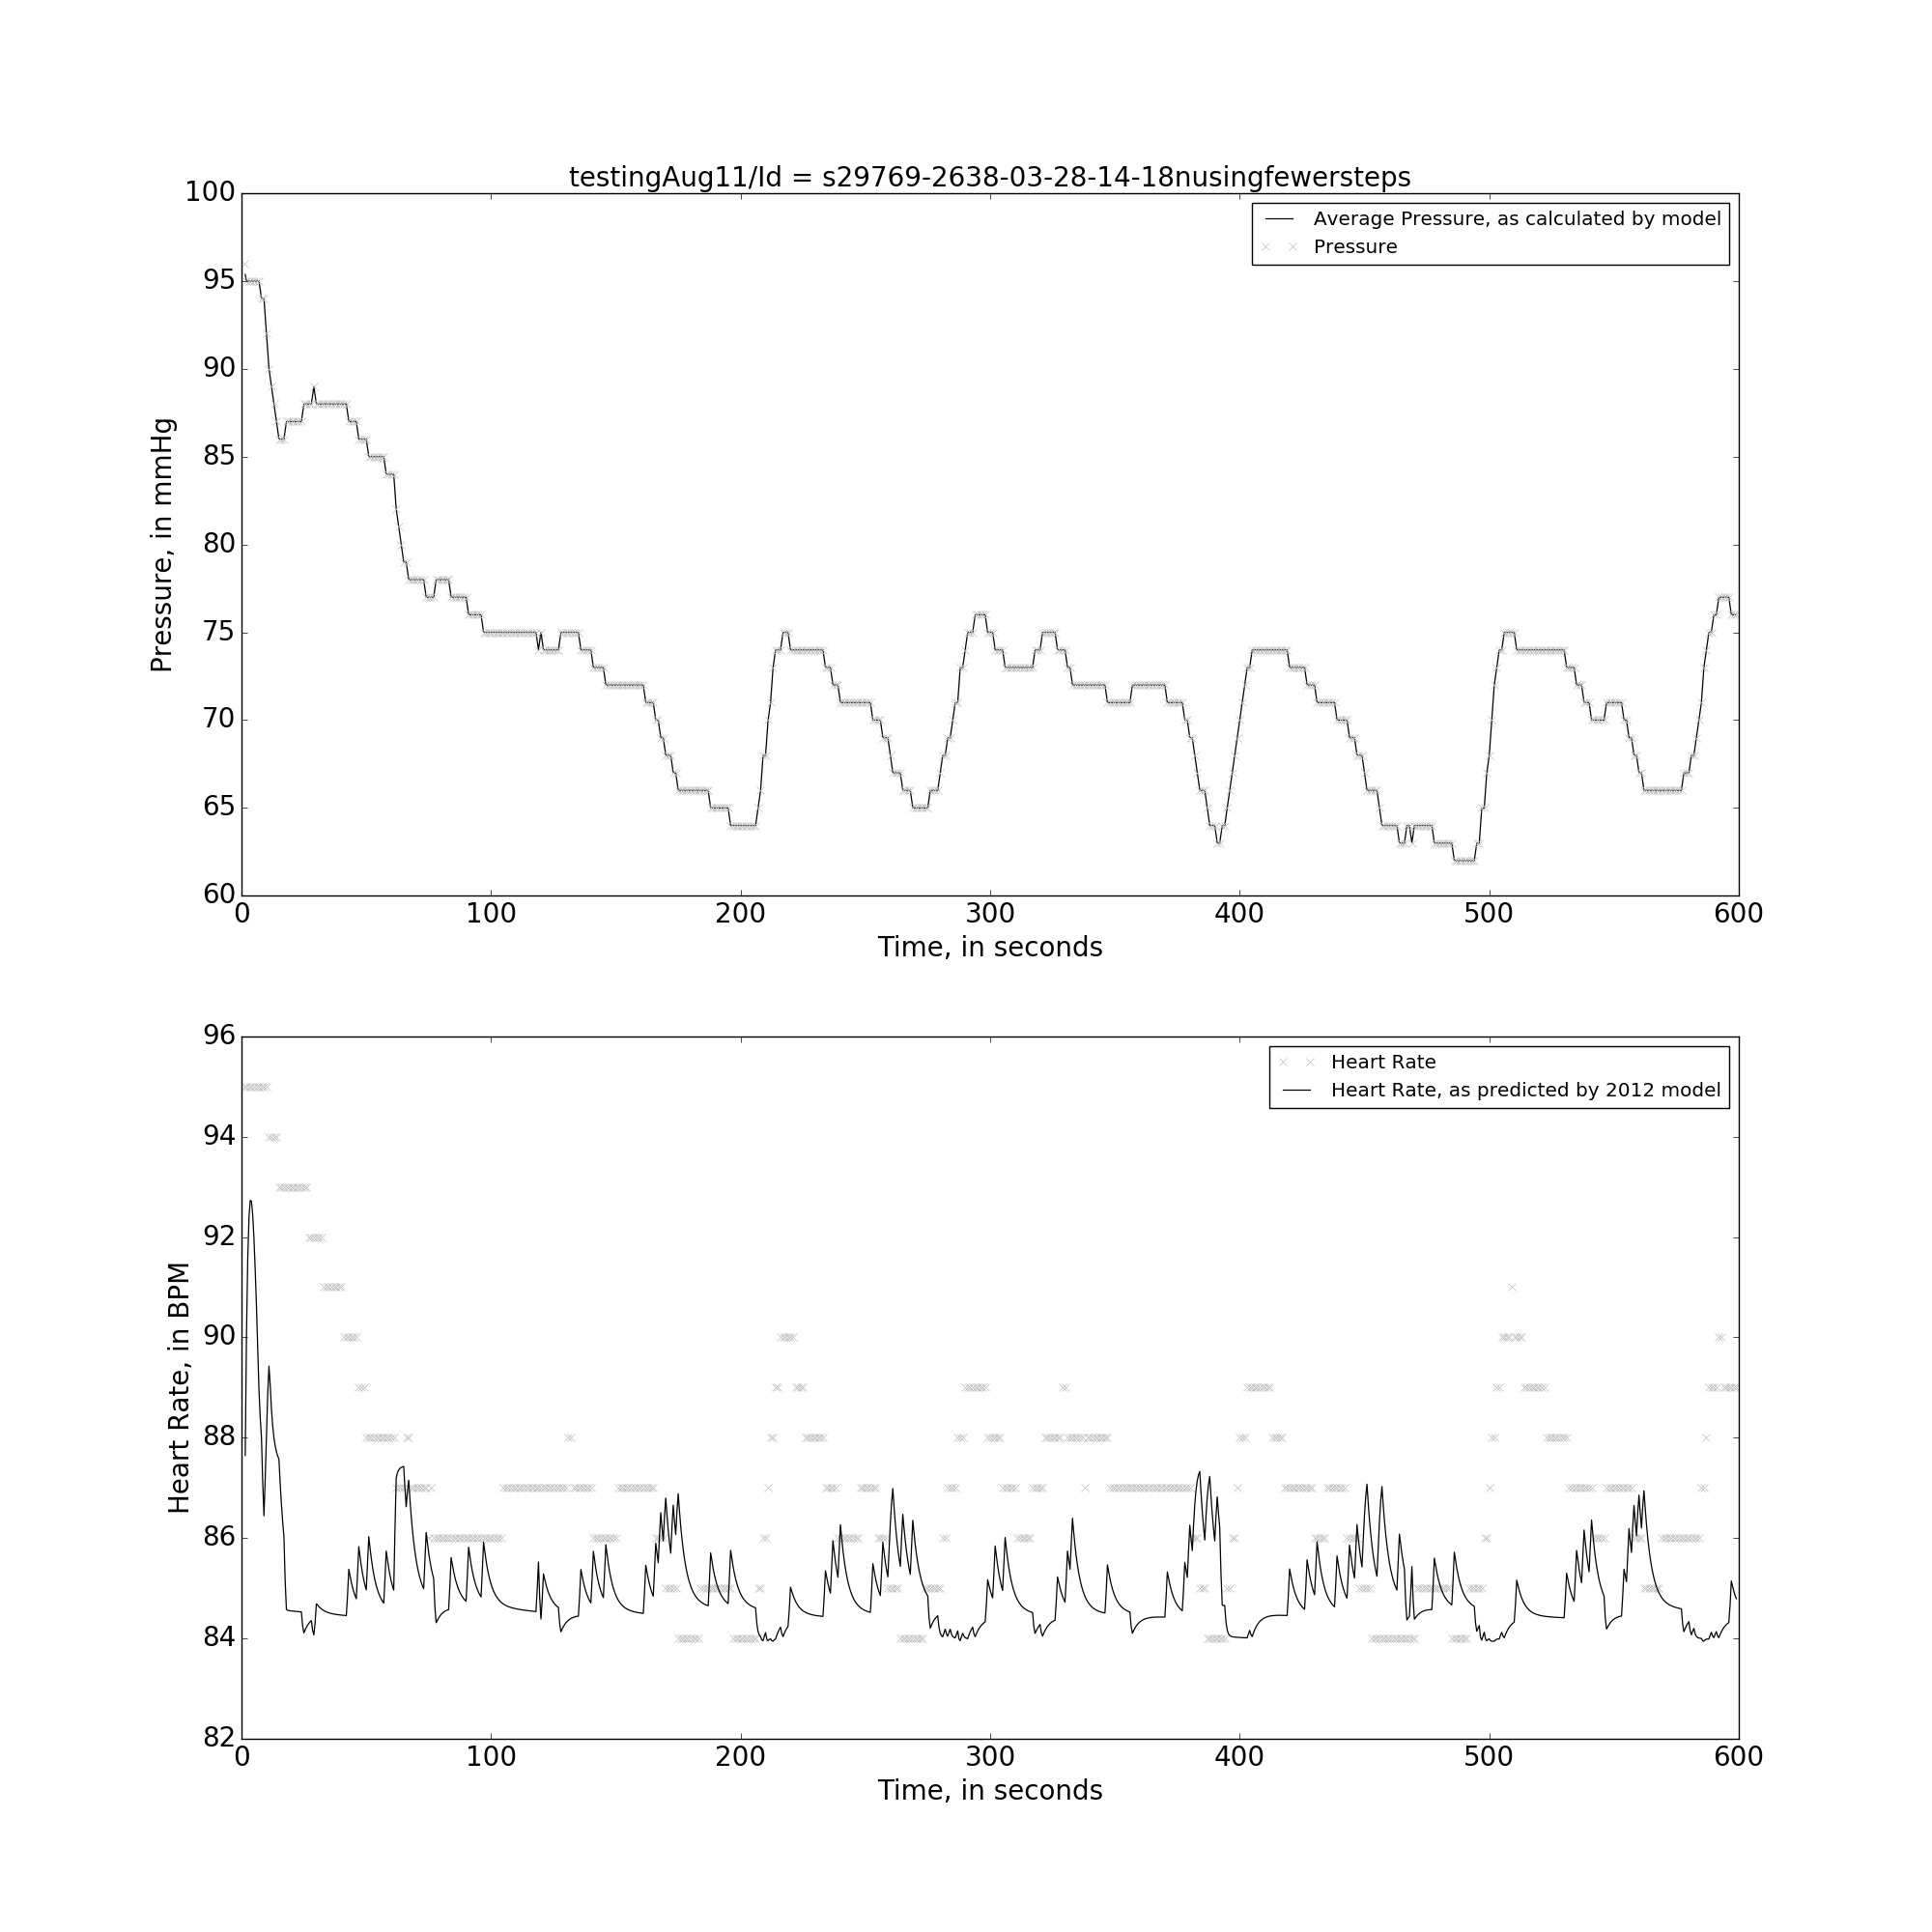 testingAug11/Id = s29769-2638-03-28-14-18nusingfewersteps
100
95
90
85
80
75
70
65
60
Pressure, in mmHg
Average Pressure, as calculated by model
Pressure
0 100 200 300 400 500 600
Time, in seconds
96
94
92
90
88
86
84
82
Heart Rate, in BPM
Heart Rate
Heart Rate, as predicted by 2012 model
0 100 200 300 400 500 600
Time, in seconds